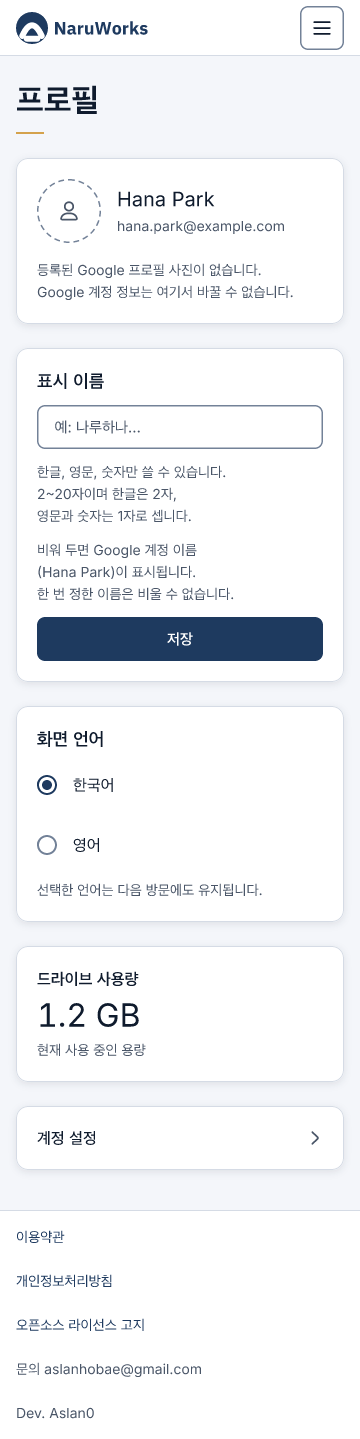 NaruWorks
프로필
Hana Park
hana.park@example.com
등록된 Google 프로필 사진이 없습니다.
Google 계정 정보는 여기서 바꿀 수 없습니다.
표시 이름
예: 나루하나...
한글, 영문, 숫자만 쓸 수 있습니다.
2~20자이며 한글은 2자,
영문과 숫자는 1자로 셉니다.
비워 두면 Google 계정 이름
(Hana Park)이 표시됩니다.
한 번 정한 이름은 비울 수 없습니다.
저장
화면 언어
한국어
영어
선택한 언어는 다음 방문에도 유지됩니다.
드라이브 사용량
1.2 GB
현재 사용 중인 용량
계정 설정
이용약관
개인정보처리방침
오픈소스 라이선스 고지
문의 aslanhobae@gmail.com
Dev. Aslan0